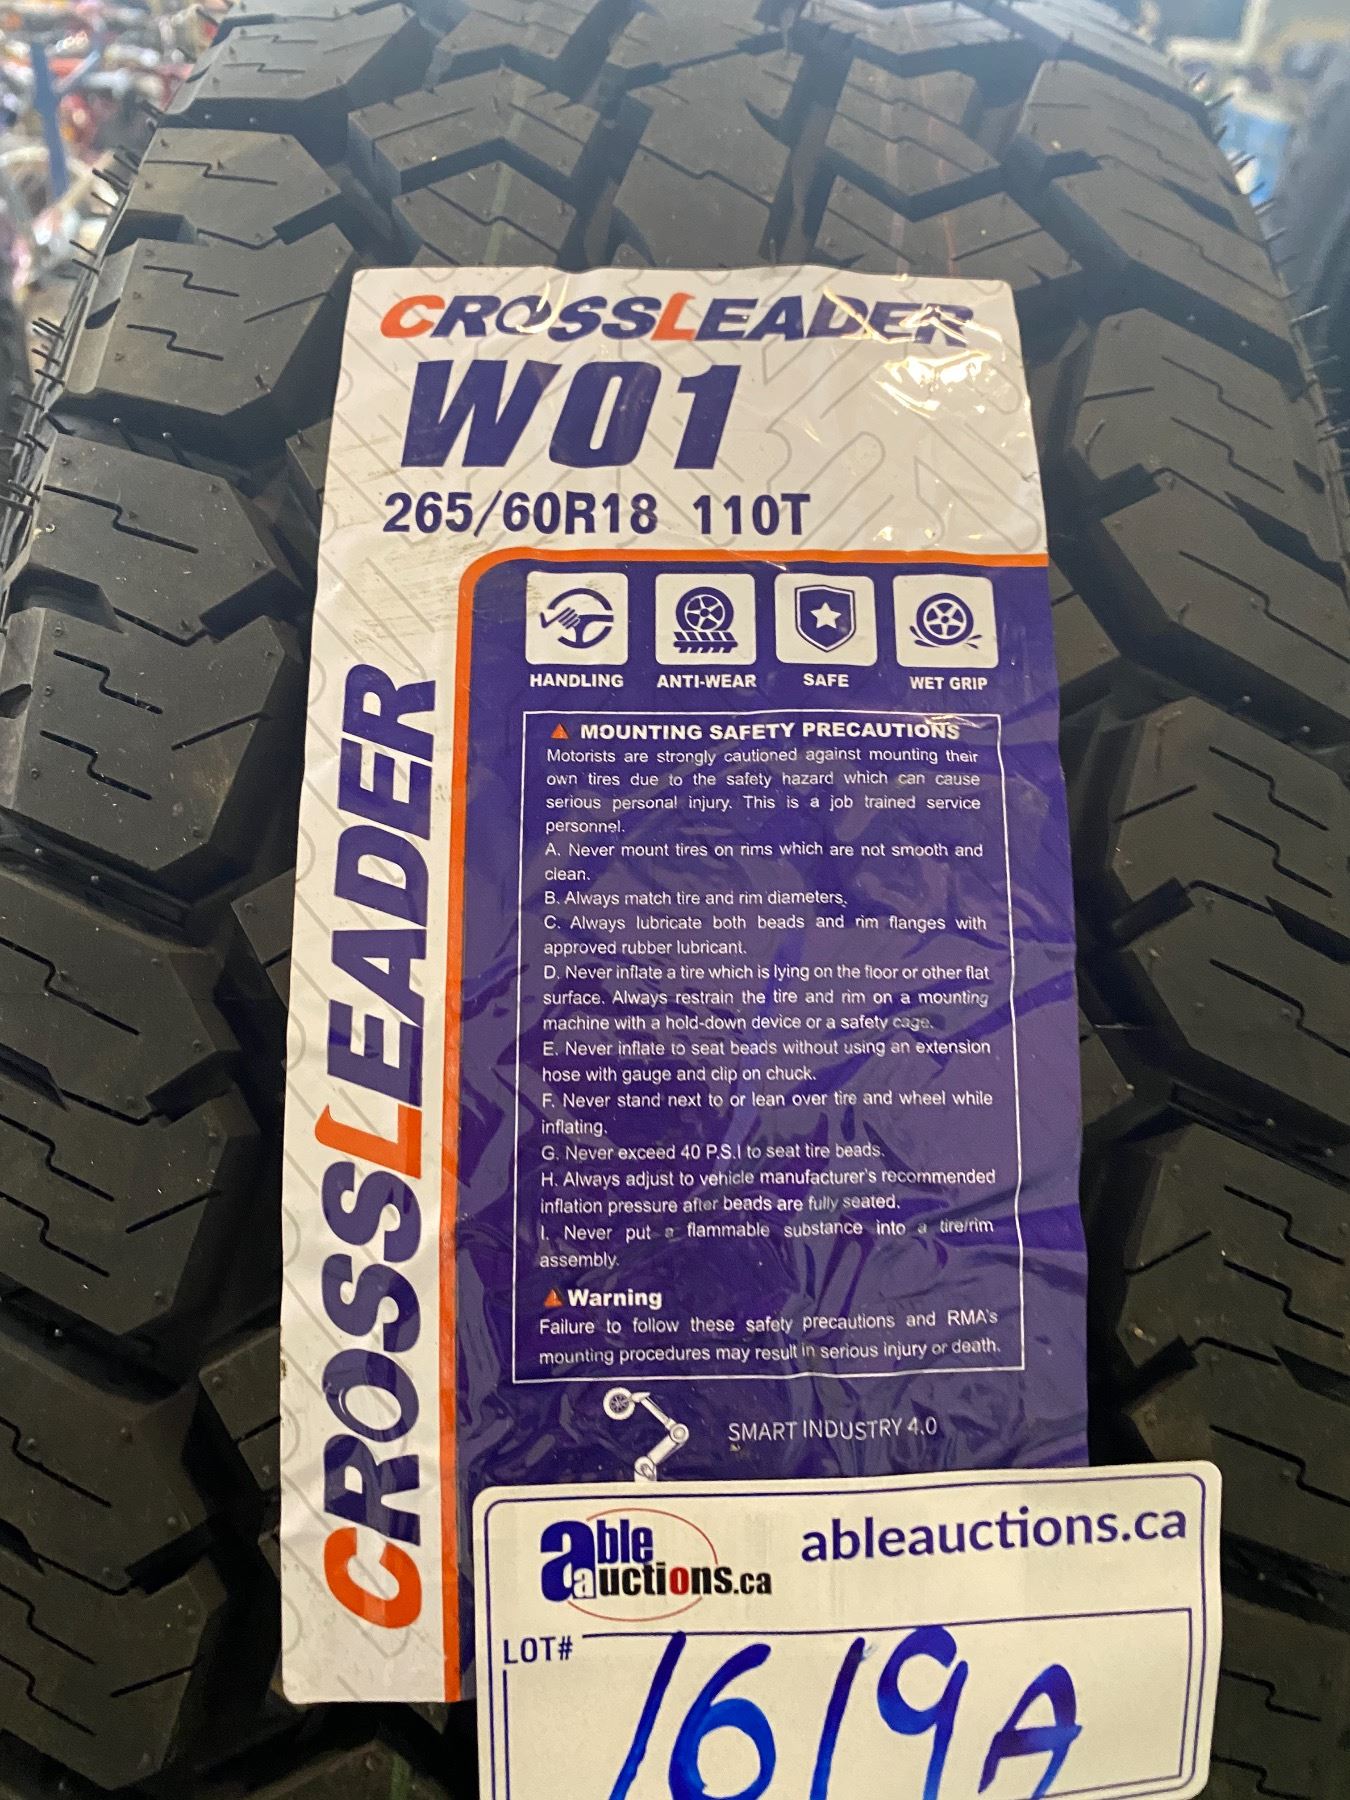 CROSSLEADER
W01
265/60R18 110T
HANDLING ANTI-WEAR SAFE WET GRIP
CROSSLEADER
MOUNTING SAFETY PRECAUTIONS
Motorists are strongly cautioned against mounting their
own tires due to the safety hazard which can cause
serious personal injury. This is a job trained service
personnel.
A. Never mount tires on rims which are not smooth and
clean.
B. Always match tire and rim diameters.
C. Always lubricate both beads and rim flanges with
approved rubber lubricant.
D. Never inflate a tire which is lying on the floor or other flat
surface. Always restrain the tire and rim on a mounting
machine with a hold-down device or a safety cage.
E. Never inflate to seat beads without using an extension
hose with gauge and clip on chuck.
F. Never stand next to or lean over tire and wheel while
inflating.
G. Never exceed 40 P.S.I to seat tire beads.
H. Always adjust to vehicle manufacturer's recommended
inflation pressure after beads are fully seated.
I. Never put a flammable substance into a tire/rim
assembly.
Warning
Failure to follow these safety precautions and RMA's
mounting procedures may result in serious injury or death.
SMART INDUSTRY 4.0
able auctions.ca
ableauctions.ca
LOT#
1619A